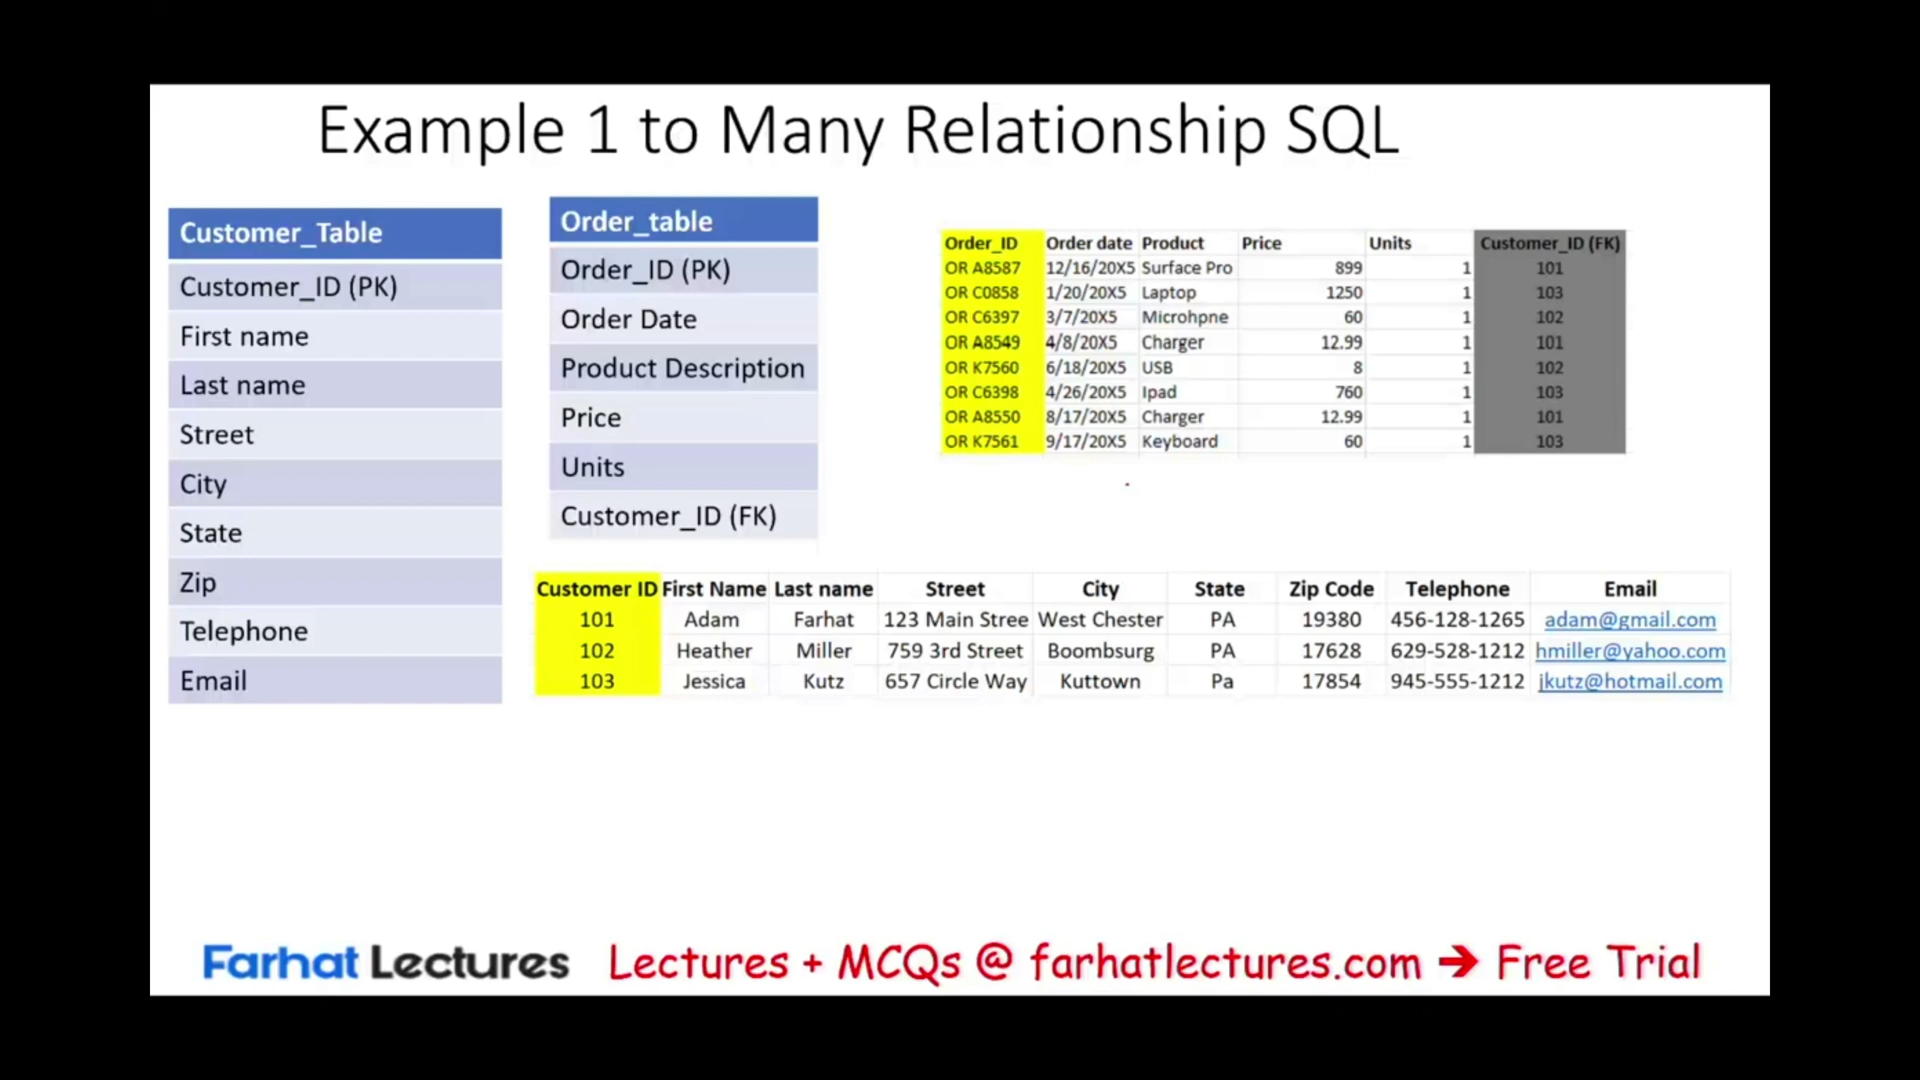 Example 1 to Many Relationship SQL
Customer_Table
Customer_ID (PK)
First name
Last name
Street
City
State
Zip
Telephone
Email
Order_table
Order_ID (PK)
Order Date
Product Description
Price
Units
Customer_ID (FK)
Order_ID Order date Product Price Units Customer_ID (FK)
OR A8587 12/16/20X5 Surface Pro 899 1 101
OR C0858 1/20/20X5 Laptop 1250 1 103
OR C6397 3/7/20X5 Microhpne 60 1 102
OR A8549 4/8/20X5 Charger 12.99 1 101
OR K7560 6/18/20X5 USB 8 1 102
OR C6398 4/26/20X5 Ipad 760 1 103
OR A8550 8/17/20X5 Charger 12.99 1 101
OR K7561 9/17/20X5 Keyboard 60 1 103
Customer ID First Name Last name Street City State Zip Code Telephone Email
101 Adam Farhat 123 Main Stree West Chester PA 19380 456-128-1265 adam@gmail.com
102 Heather Miller 759 3rd Street Boombsurg PA 17628 629-528-1212 hmiller@yahoo.com
103 Jessica Kutz 657 Circle Way Kuttown Pa 17854 945-555-1212 jkutz@hotmail.com
Farhat Lectures Lectures + MCQs @ farhatlectures.com → Free Trial